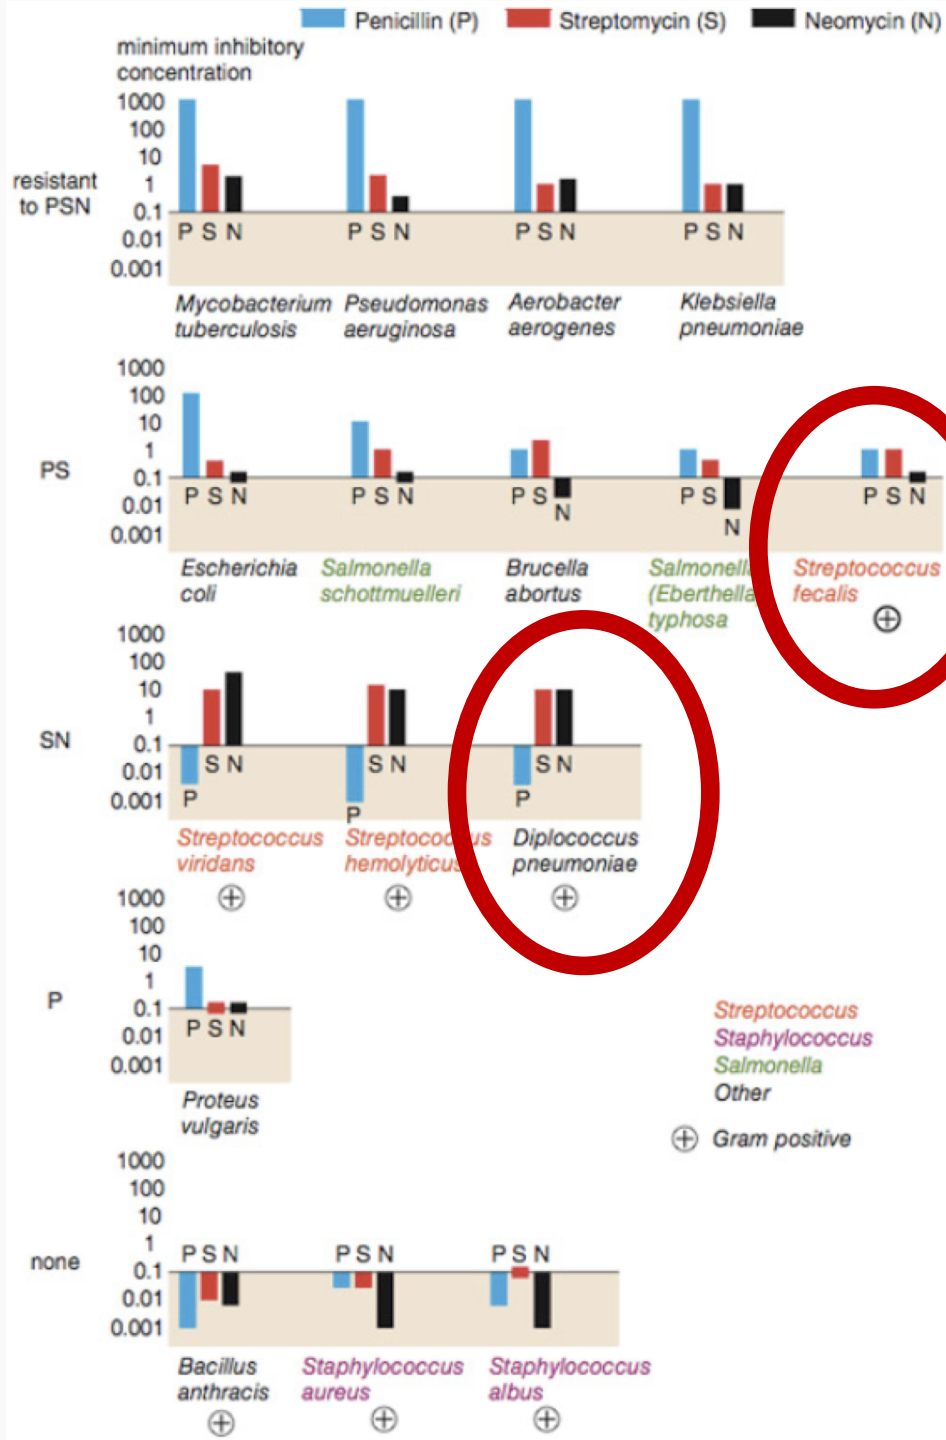 Penicillin (P) Streptomycin (S) Neomycin (N)
minimum inhibitory
concentration
1000
100
10
1
0.1
0.01
0.001
resistant
to PSN
P S N P S N P S N P S N
Mycobacterium Pseudomonas Aerobacter Klebsiella
tuberculosis aeruginosa aerogenes pneumoniae
1000
100
10
1
0.1
0.01
0.001
PS
P S N P S N P S N P S N P S N
Escherichia Salmonella Brucella Salmonella Streptococcus
coli schottmuelleri abortus (Eberthella fecalis
typhosa
1000
100
10
1
0.1
0.01
0.001
SN
S N S N S N
P P P
Streptococcus Streptococcus Diplococcus
viridans hemolyticus pneumoniae
1000
100
10
1
0.1
0.01
0.001
P
P S N
Proteus
vulgaris
Streptococcus
Staphylococcus
Salmonella
Other
Gram positive
1000
100
10
1
0.1
0.01
0.001
none
P S N P S N P S N
Bacillus Staphylococcus Staphylococcus
anthracis aureus albus